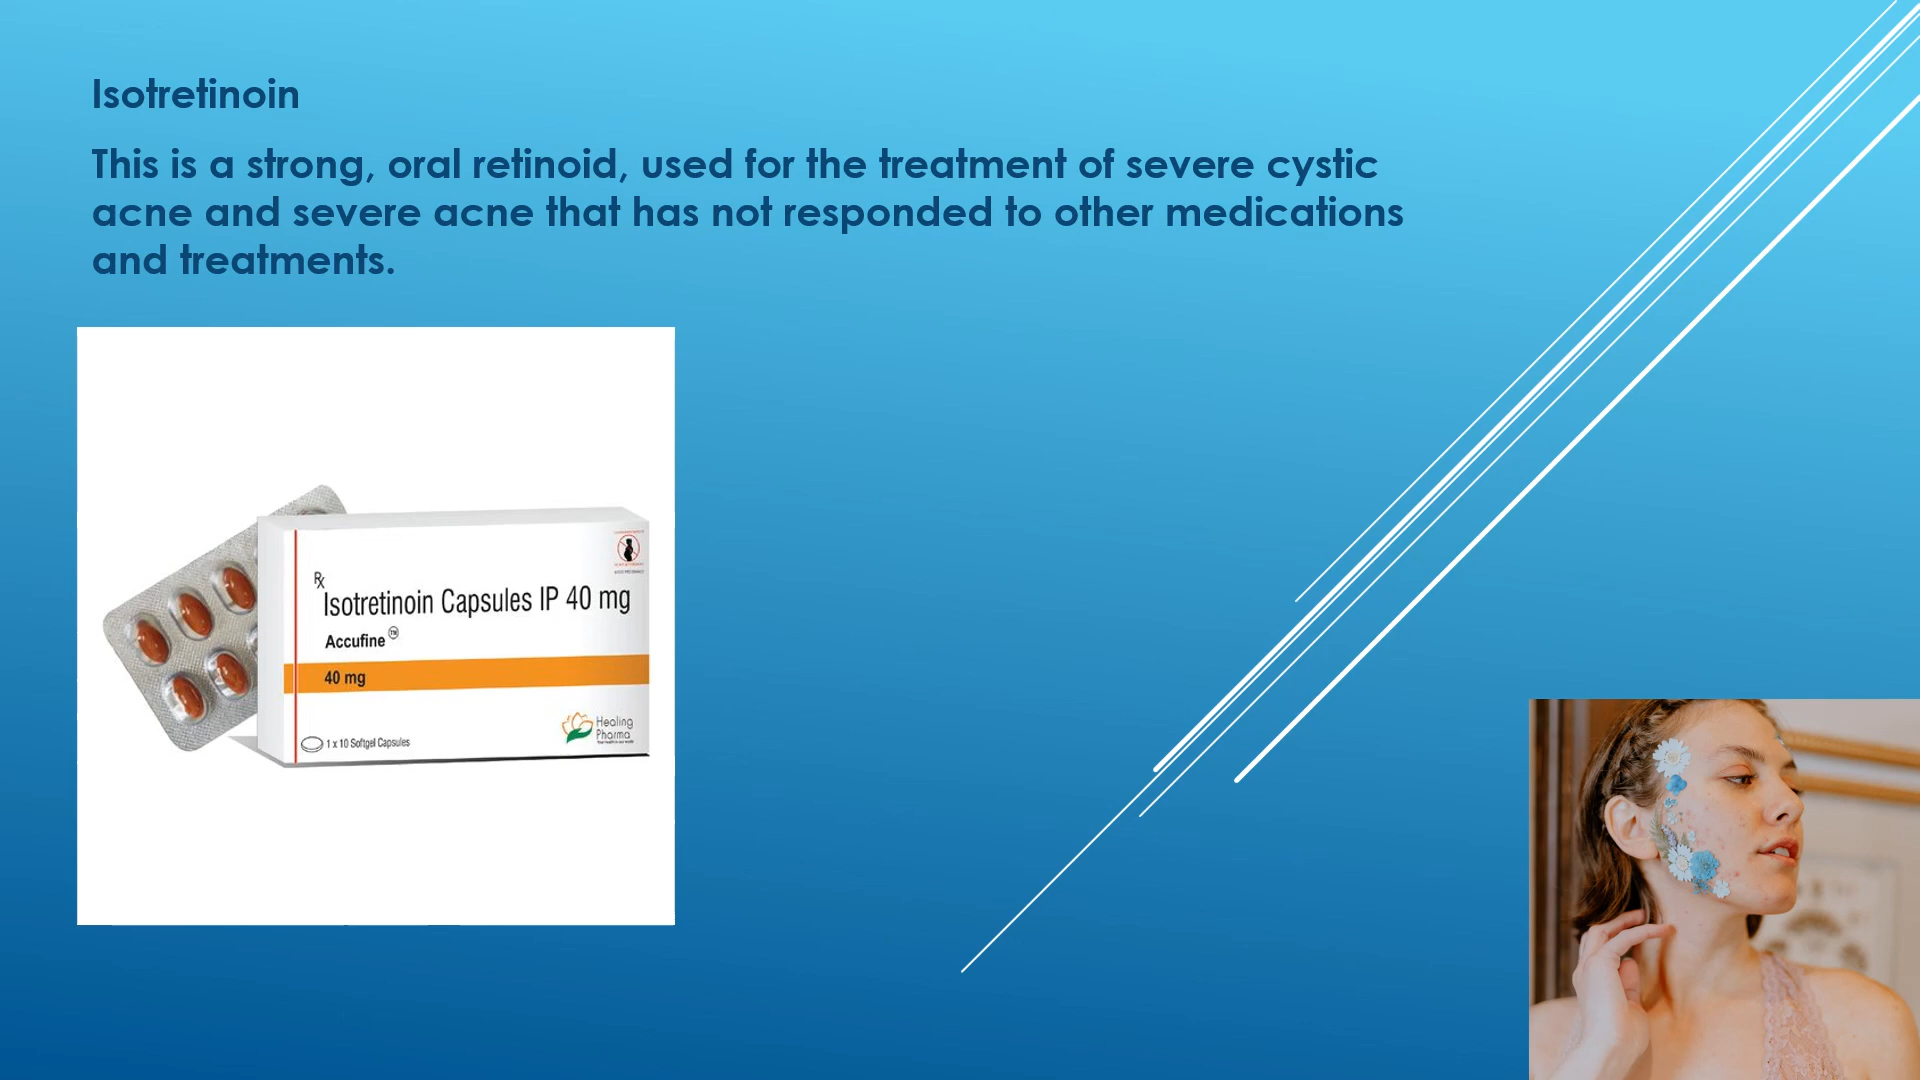 Isotretinoin
This is a strong, oral retinoid, used for the treatment of severe cystic
acne and severe acne that has not responded to other medications
and treatments.
Rx
Isotretinoin Capsules IP 40 mg
Accufine TM
40 mg
1 x 10 Softgel Capsules
Healing
Pharma